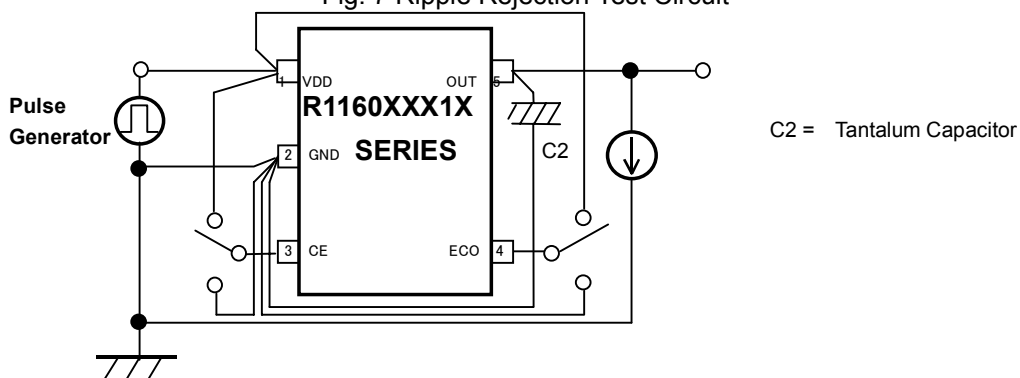 Fig. 7 Ripple Rejection Test Circuit
1
VDD
OUT
5
R1160XXX1X
SERIES
Pulse
Generator
2
GND
C2
C2 = Tantalum Capacitor
3
CE
ECO
4